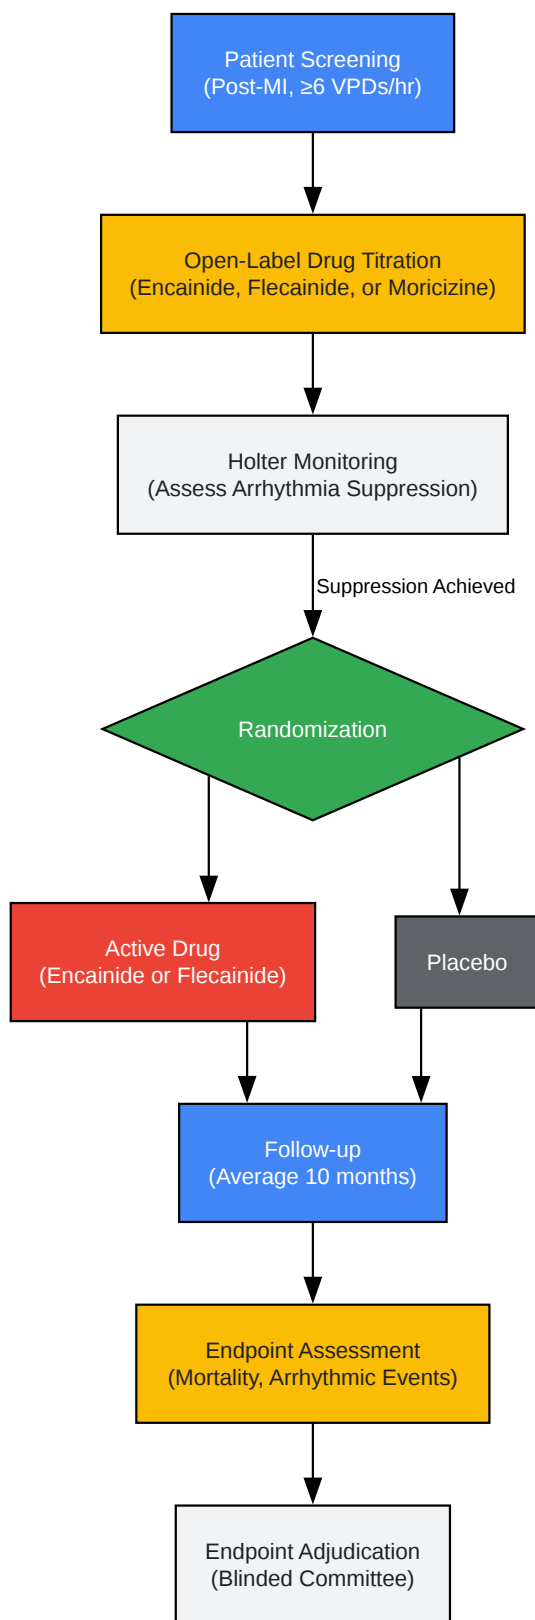 Patient Screening
(Post-MI, ≥6 VPDs/hr)
Open-Label Drug Titration
(Encainide, Flecainide, or Moricizine)
Holter Monitoring
(Assess Arrhythmia Suppression)
Suppression Achieved
Randomization
Active Drug
(Encainide or Flecainide)
Placebo
Follow-up
(Average 10 months)
Endpoint Assessment
(Mortality, Arrhythmic Events)
Endpoint Adjudication
(Blinded Committee)